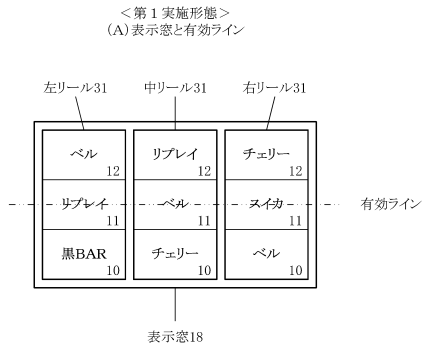 ＜第１実施形態＞
（A）表示窓と有効ライン
左リール31　中リール31　右リール31
ベル　リプレイ　チェリー
12　12　12
リプレイ　ベル　スイカ　有効ライン
11　11　11
黒BAR　チェリー　ベル
10　10　10
表示窓18